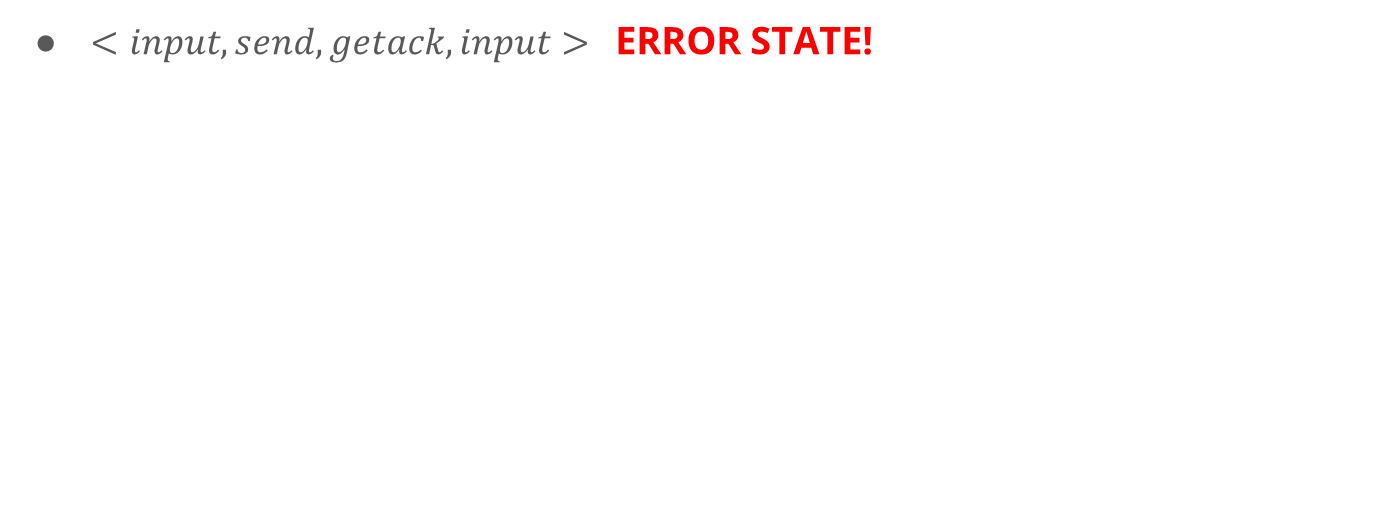 ● < input, send, getack, input > ERROR STATE!